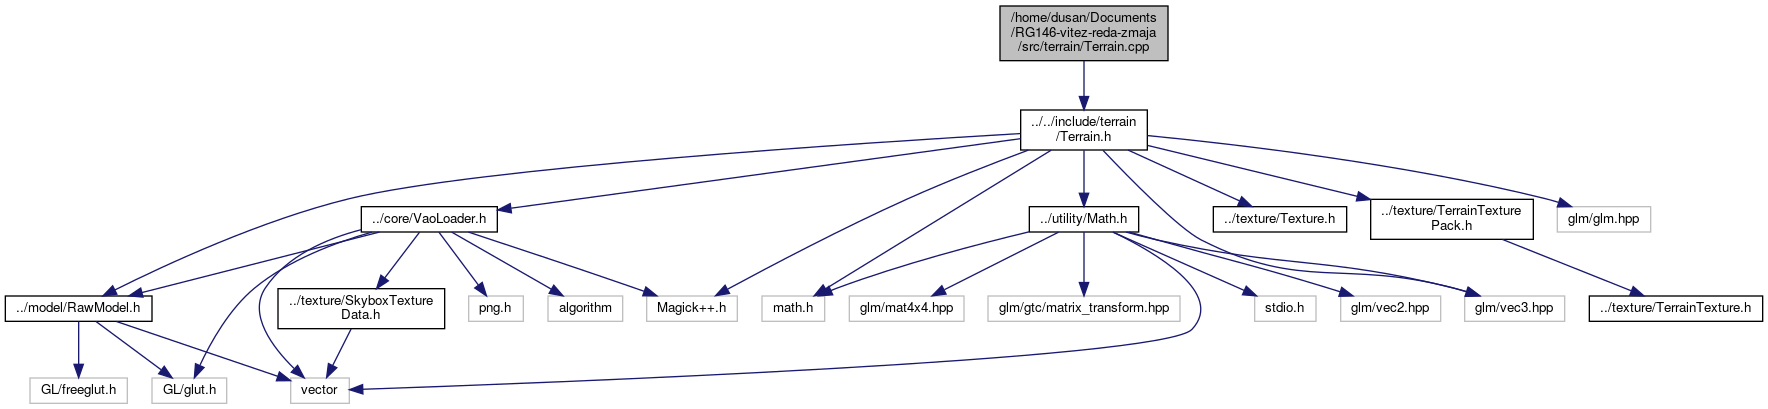 /home/dusan/Documents
/RG146-vitez-reda-zmaja
/src/terrain/Terrain.cpp
../../include/terrain
/Terrain.h
../core/VaoLoader.h
../utility/Math.h
../texture/Texture.h
../texture/TerrainTexture
Pack.h
glm/glm.hpp
../model/RawModel.h
../texture/SkyboxTexture
Data.h
png.h
algorithm
Magick++.h
math.h
glm/mat4x4.hpp
glm/gtc/matrix_transform.hpp
stdio.h
glm/vec2.hpp
glm/vec3.hpp
../texture/TerrainTexture.h
GL/freeglut.h
GL/glut.h
vector